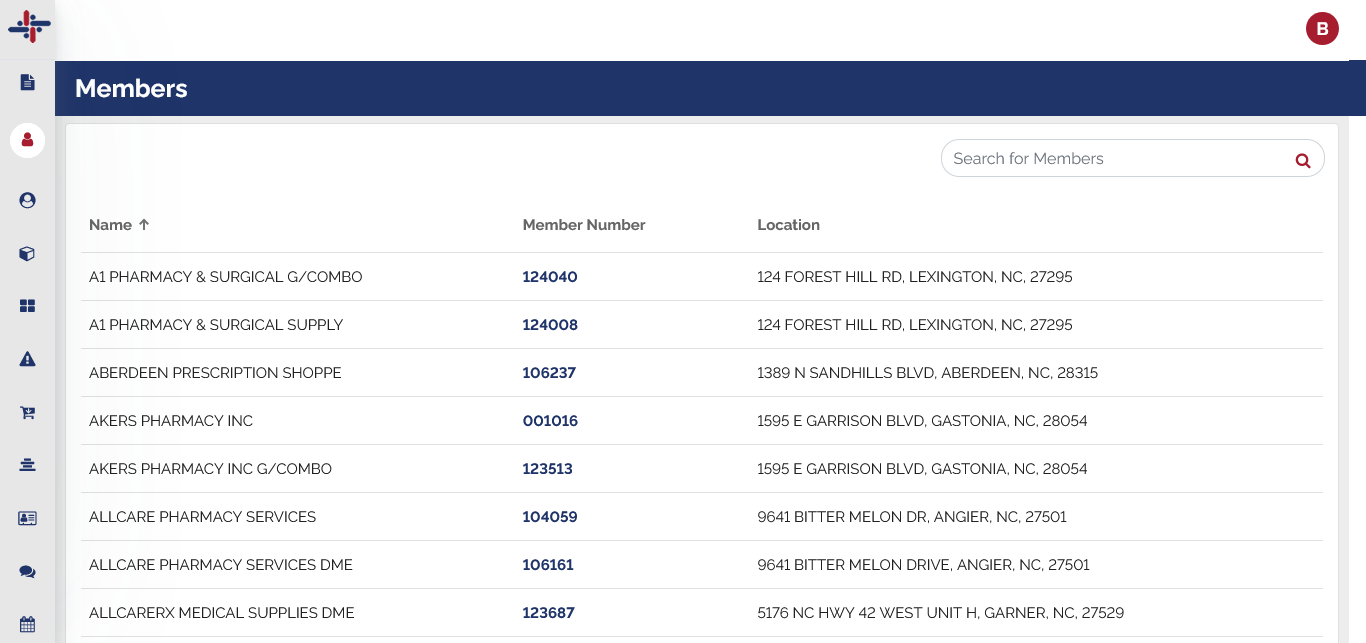 B
Members
Search for Members
Name ↑ Member Number Location
A1 PHARMACY & SURGICAL G/COMBO 124040 124 FOREST HILL RD, LEXINGTON, NC, 27295
A1 PHARMACY & SURGICAL SUPPLY 124008 124 FOREST HILL RD, LEXINGTON, NC, 27295
ABERDEEN PRESCRIPTION SHOPPE 106237 1389 N SANDHILLS BLVD, ABERDEEN, NC, 28315
AKERS PHARMACY INC 001016 1595 E GARRISON BLVD, GASTONIA, NC, 28054
AKERS PHARMACY INC G/COMBO 123513 1595 E GARRISON BLVD, GASTONIA, NC, 28054
ALLCARE PHARMACY SERVICES 104059 9641 BITTER MELON DR, ANGIER, NC, 27501
ALLCARE PHARMACY SERVICES DME 106161 9641 BITTER MELON DRIVE, ANGIER, NC, 27501
ALLCARERX MEDICAL SUPPLIES DME 123687 5176 NC HWY 42 WEST UNIT H, GARNER, NC, 27529